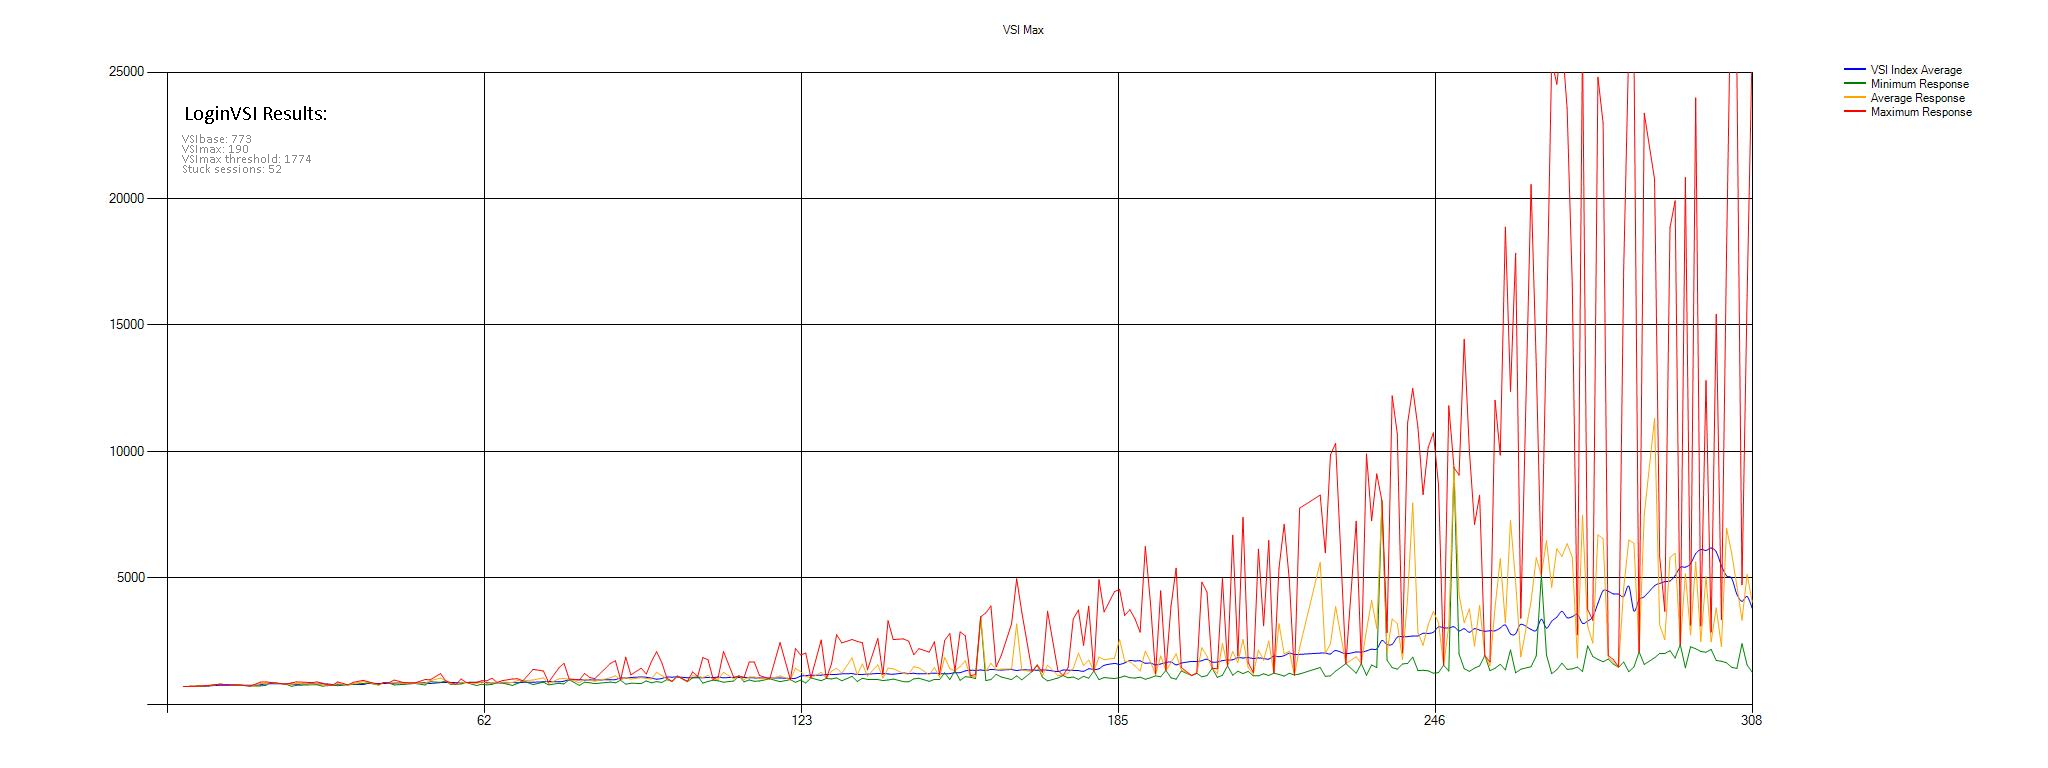 VSI Max
25000
20000
15000
10000
5000
LoginVSI Results:
VSIbase: 773
VSImax: 190
VSImax threshold: 1774
Stuck sessions: 52
62
123
185
246
308
VSI Index Average
Minimum Response
Average Response
Maximum Response